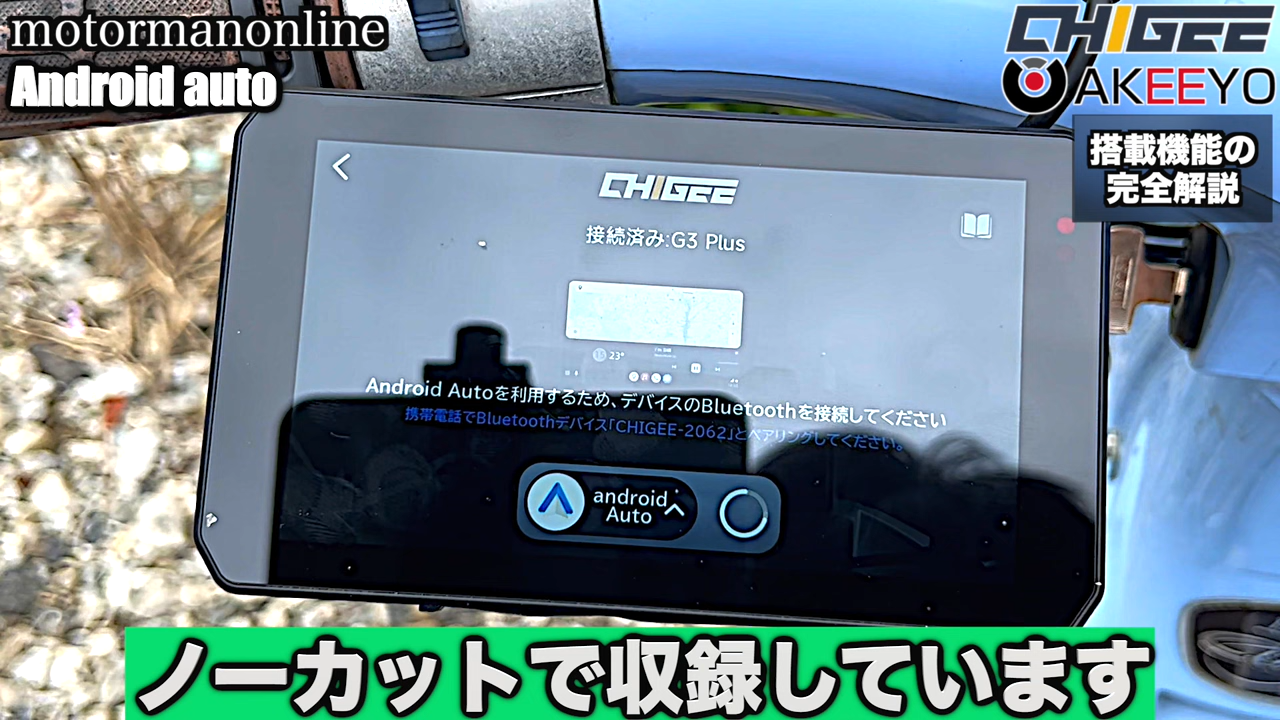 motormanonline
Android auto
CHIGEE
AKEEYO
搭載機能の
完全解説
CHIGEE
接続済み:G3 Plus
23°
Android Autoを利用するため、デバイスのBluetoothを接続してください
携帯電話でBluetoothデバイス「CHIGEE-2062」とペアリングしてください。
android
Auto
ノーカットで収録しています